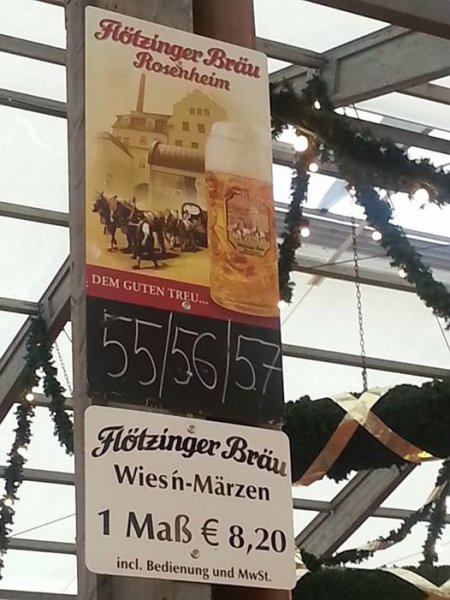 Flötzinger Bräu
Rosenheim
DEM GUTEN TREU...
55/56/57
Flötzinger Bräu
Wies'n-Märzen
1 Maß € 8,20
incl. Bedienung und MwSt.